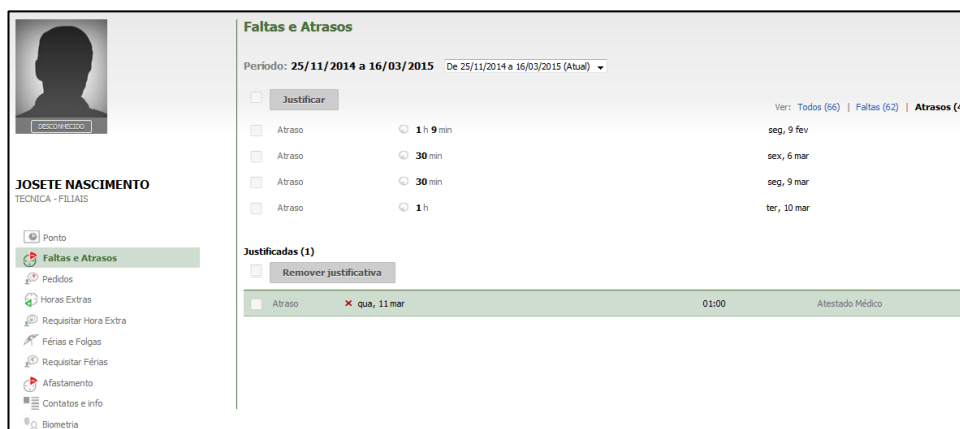 DESCONHECIDO
JOSETE NASCIMENTO
TECNICA - FILIAIS
Ponto
Faltas e Atrasos
Pedidos
Horas Extras
Requisitar Hora Extra
Férias e Folgas
Requisitar Férias
Afastamento
Contatos e info
Biometria
Faltas e Atrasos
Período: 25/11/2014 a 16/03/2015 De 25/11/2014 a 16/03/2015 (Atual)
Justificar
Ver: Todos (66) | Faltas (62) | Atrasos (4
Atraso 1 h 9 min seg, 9 fev
Atraso 30 min sex, 6 mar
Atraso 30 min seg, 9 mar
Atraso 1 h ter, 10 mar
Justificadas (1)
Remover justificativa
Atraso qua, 11 mar 01:00 Atestado Médico